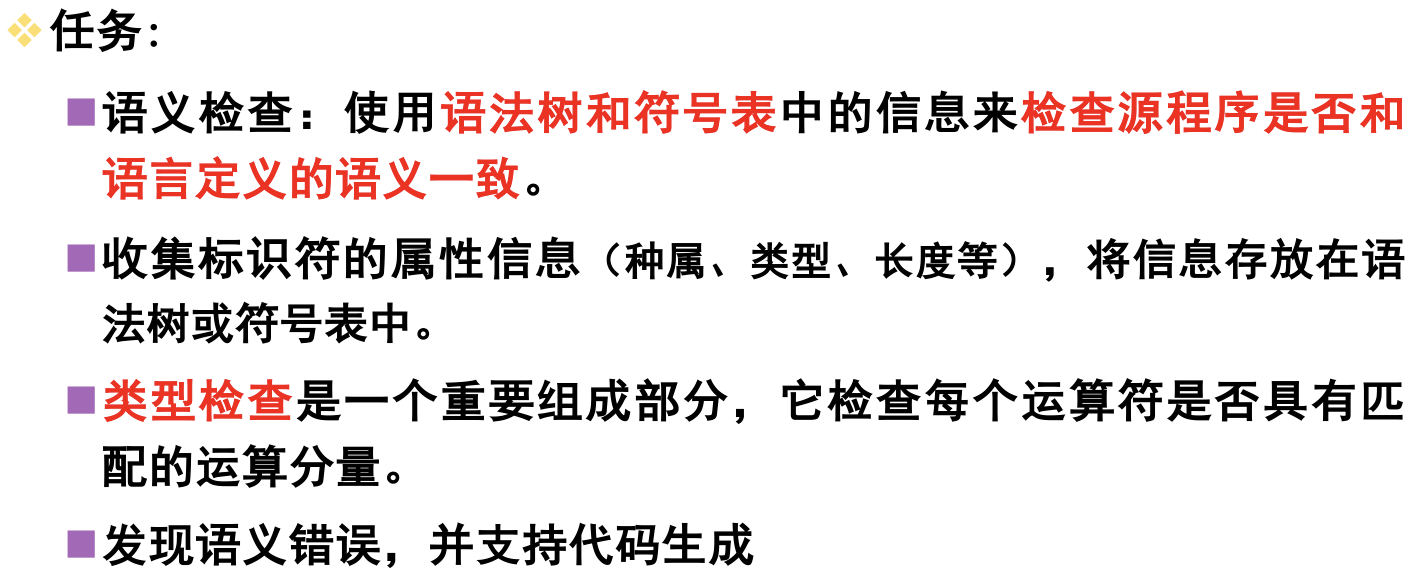 任务:
语义检查：使用语法树和符号表中的信息来检查源程序是否和
语言定义的语义一致。
收集标识符的属性信息（种属、类型、长度等），将信息存放在语
法树或符号表中。
类型检查是一个重要组成部分，它检查每个运算符是否具有匹
配的运算分量。
发现语义错误，并支持代码生成